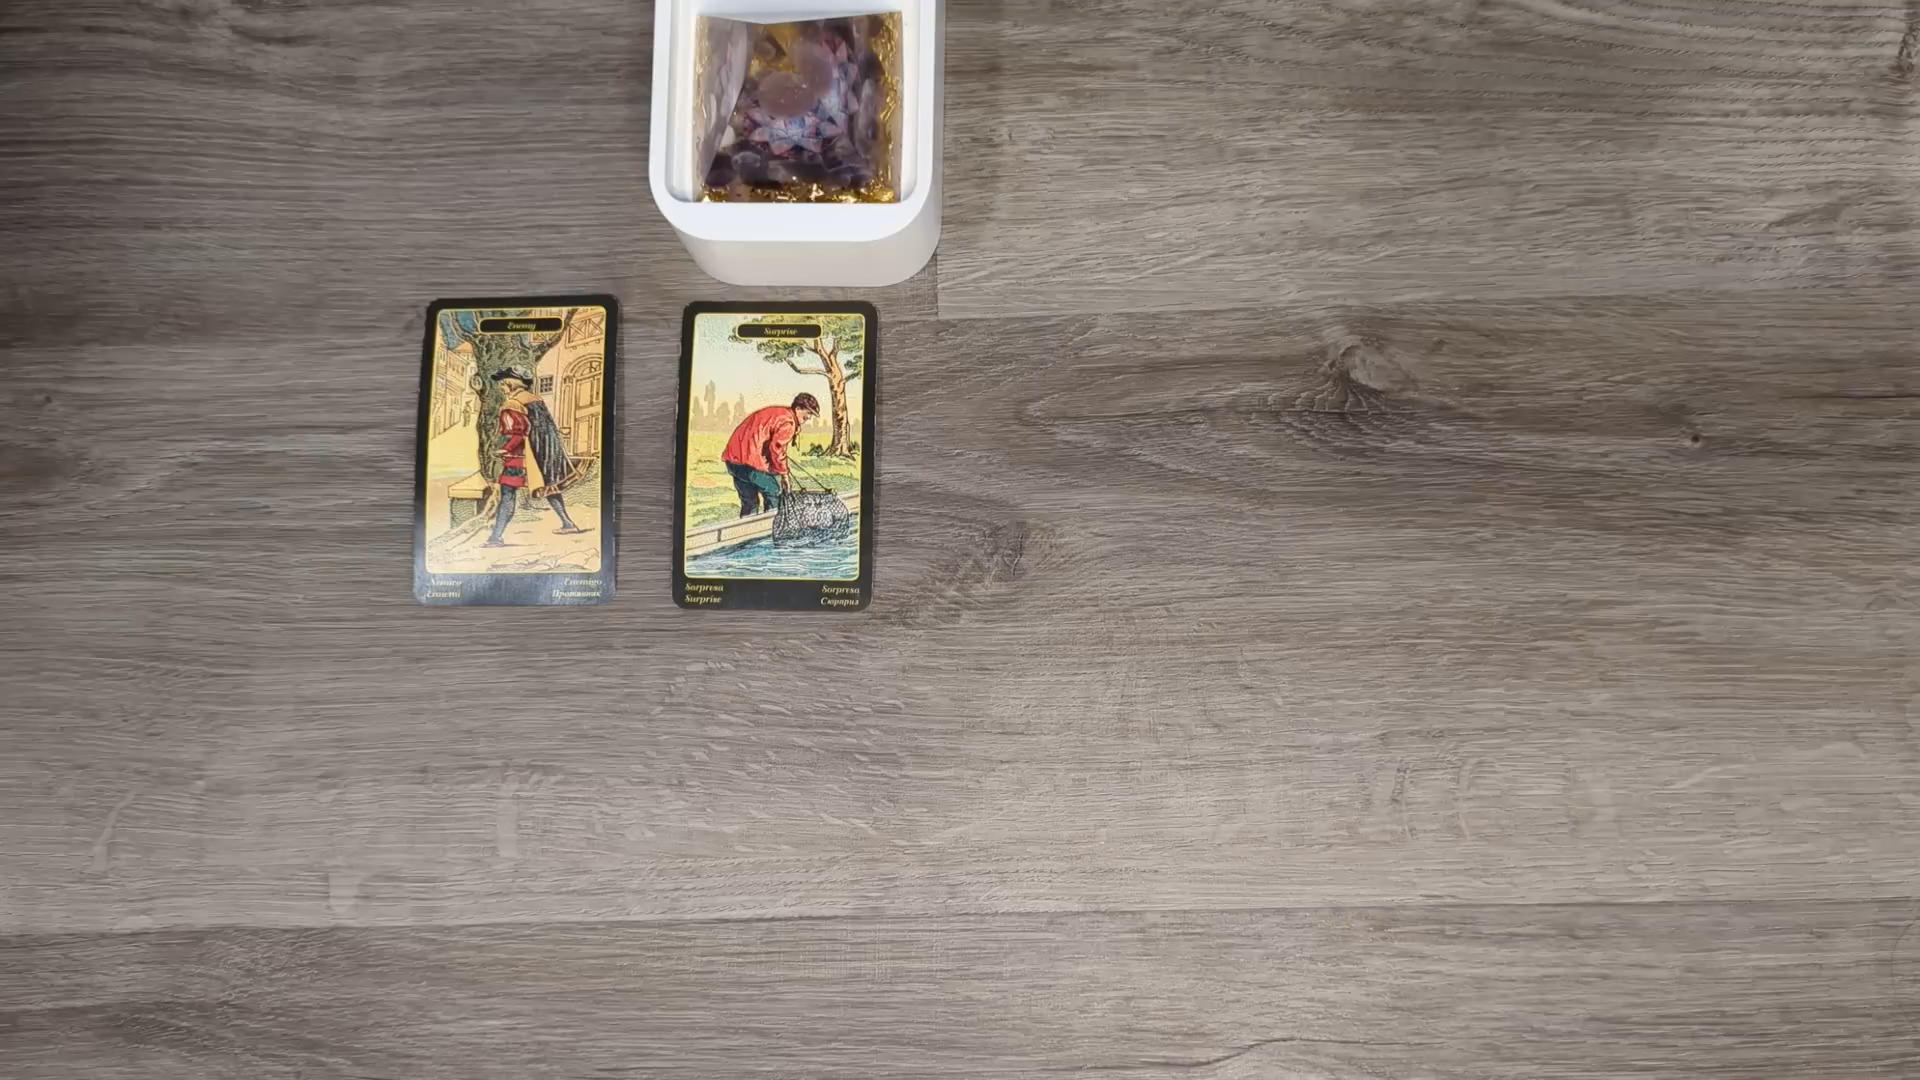 Enemy
Nemico Enemigo
Ennemi Противник
Surprise
Sorpresa Sorpresa
Surprise Сюрприз